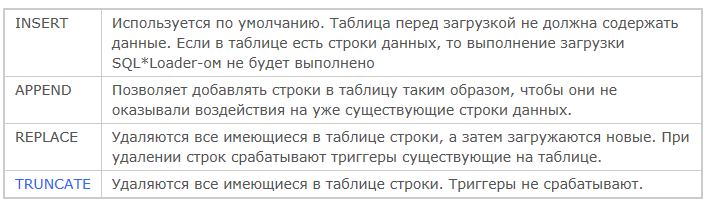 INSERT Используется по умолчанию. Таблица перед загрузкой не должна содержать
данные. Если в таблице есть строки данных, то выполнение загрузки
SQL*Loader-ом не будет выполнено
APPEND Позволяет добавлять строки в таблицу таким образом, чтобы они не
оказывали воздействия на уже существующие строки данных.
REPLACE Удаляются все имеющиеся в таблице строки, а затем загружаются новые. При
удалении строк срабатывают триггеры существующие на таблице.
TRUNCATE Удаляются все имеющиеся в таблице строки. Триггеры не срабатывают.